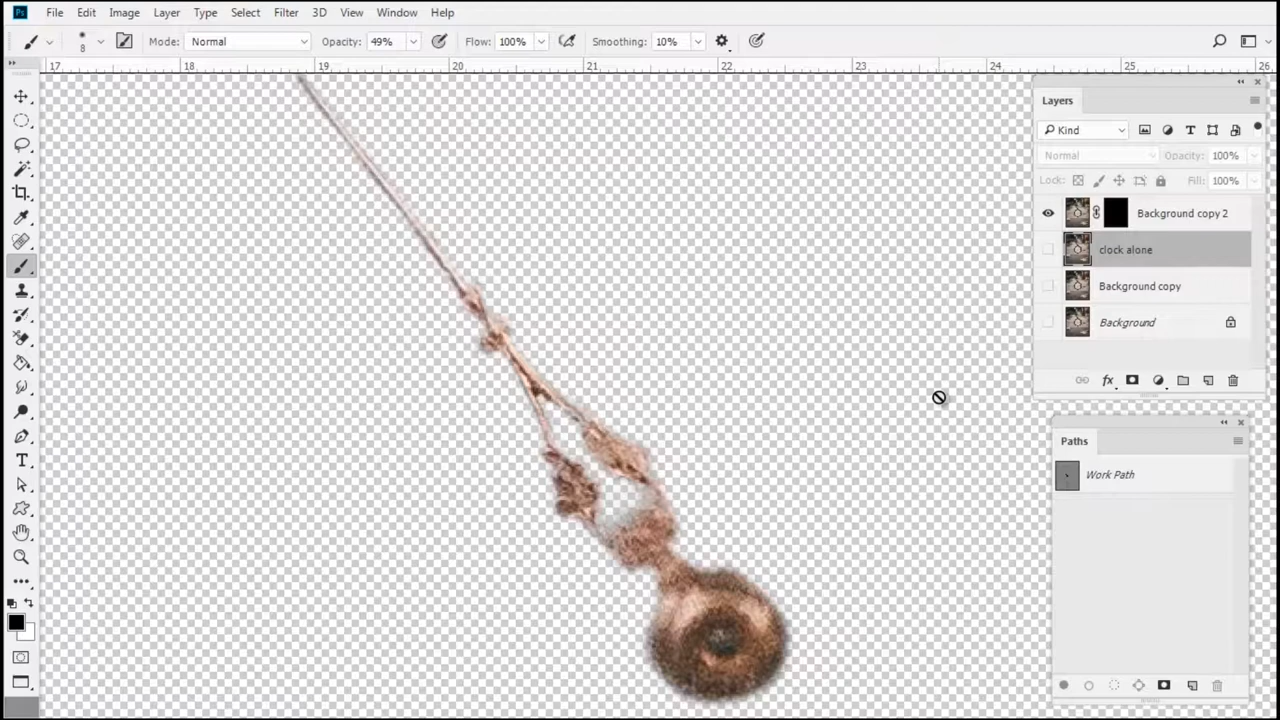 Ps File Edit Image Layer Type Select Filter 3D View Window Help
8 Mode: Normal Opacity: 49% Flow: 100% Smoothing: 10%
17 18 19 20 21 22 23 24 25 26
Layers
Kind
Normal Opacity: 100%
Lock: Fill: 100%
Background copy 2
clock alone
Background copy
Background
Paths
Work Path